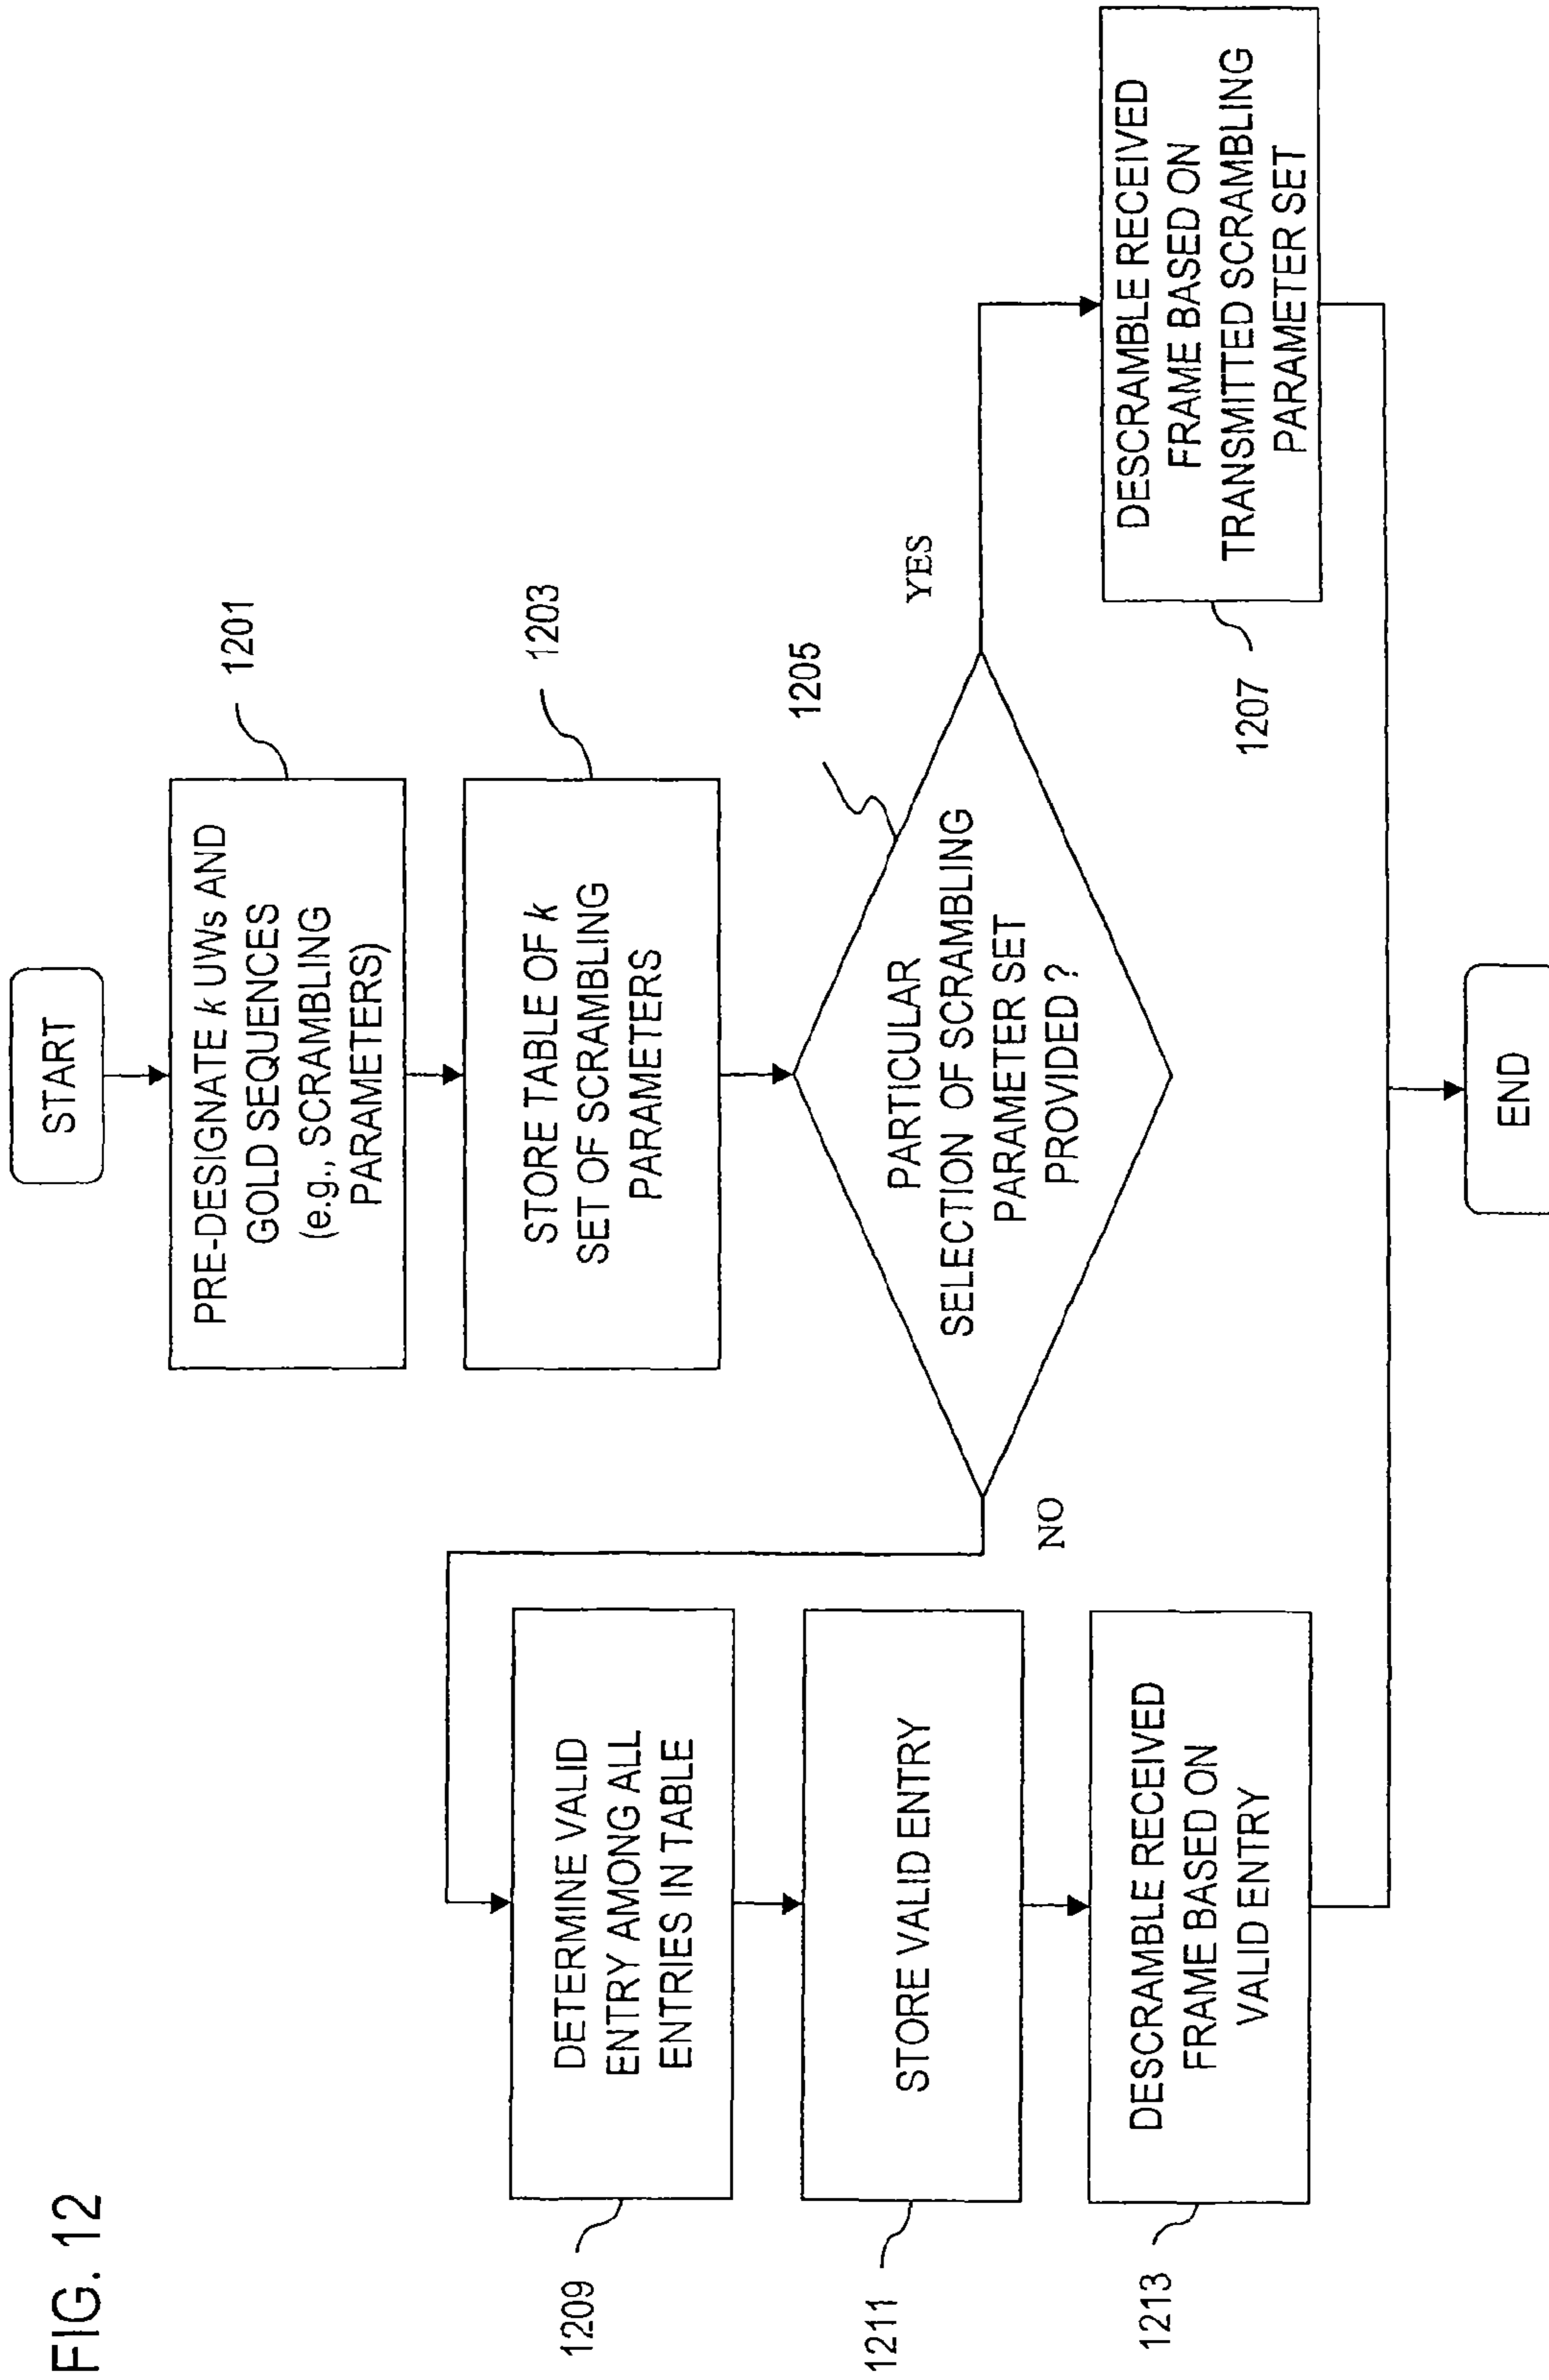 FIG. 12
START
PRE-DESIGNATE k UWs AND
GOLD SEQUENCES
(e.g., SCRAMBLING
PARAMETERS)
1201
STORE TABLE OF k
SET OF SCRAMBLING
PARAMETERS
1203
PARTICULAR
SELECTION OF SCRAMBLING
PARAMETER SET
PROVIDED ?
1205
YES
NO
DESCRAMBLE RECEIVED
FRAME BASED ON
TRANSMITTED SCRAMBLING
PARAMETER SET
1207
DETERMINE VALID
ENTRY AMONG ALL
ENTRIES IN TABLE
1209
STORE VALID ENTRY
1211
DESCRAMBLE RECEIVED
FRAME BASED ON
VALID ENTRY
1213
END